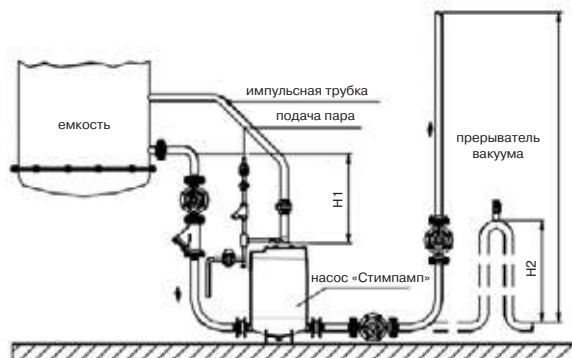 импульсная трубка
подача пара
емкость
прерыватель
вакуума
H1
H2
насос «Стимпамп»